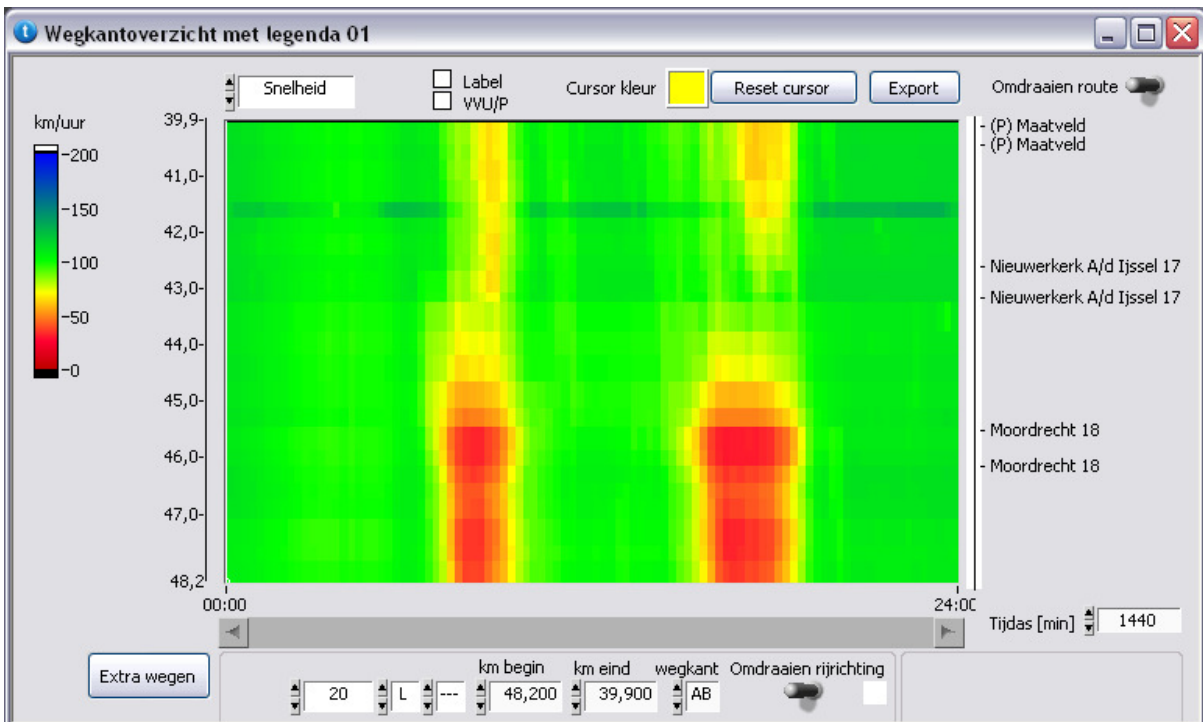 Wegkantoverzicht met legenda 01
Snelheid
Label
VVU/P
Cursor kleur
Reset cursor
Export
Omdraaien route
km/uur
200
150
100
50
0
39,9
41,0
42,0
43,0
44,0
45,0
46,0
47,0
48,2
(P) Maatveld
(P) Maatveld
Nieuwerkerk A/d Ijssel 17
Nieuwerkerk A/d Ijssel 17
Moordrecht 18
Moordrecht 18
00:00
24:00
Tijdas [min]
1440
Extra wegen
km begin
km eind
wegkant
Omdraaien rijrichting
20
L
---
48,200
39,900
AB